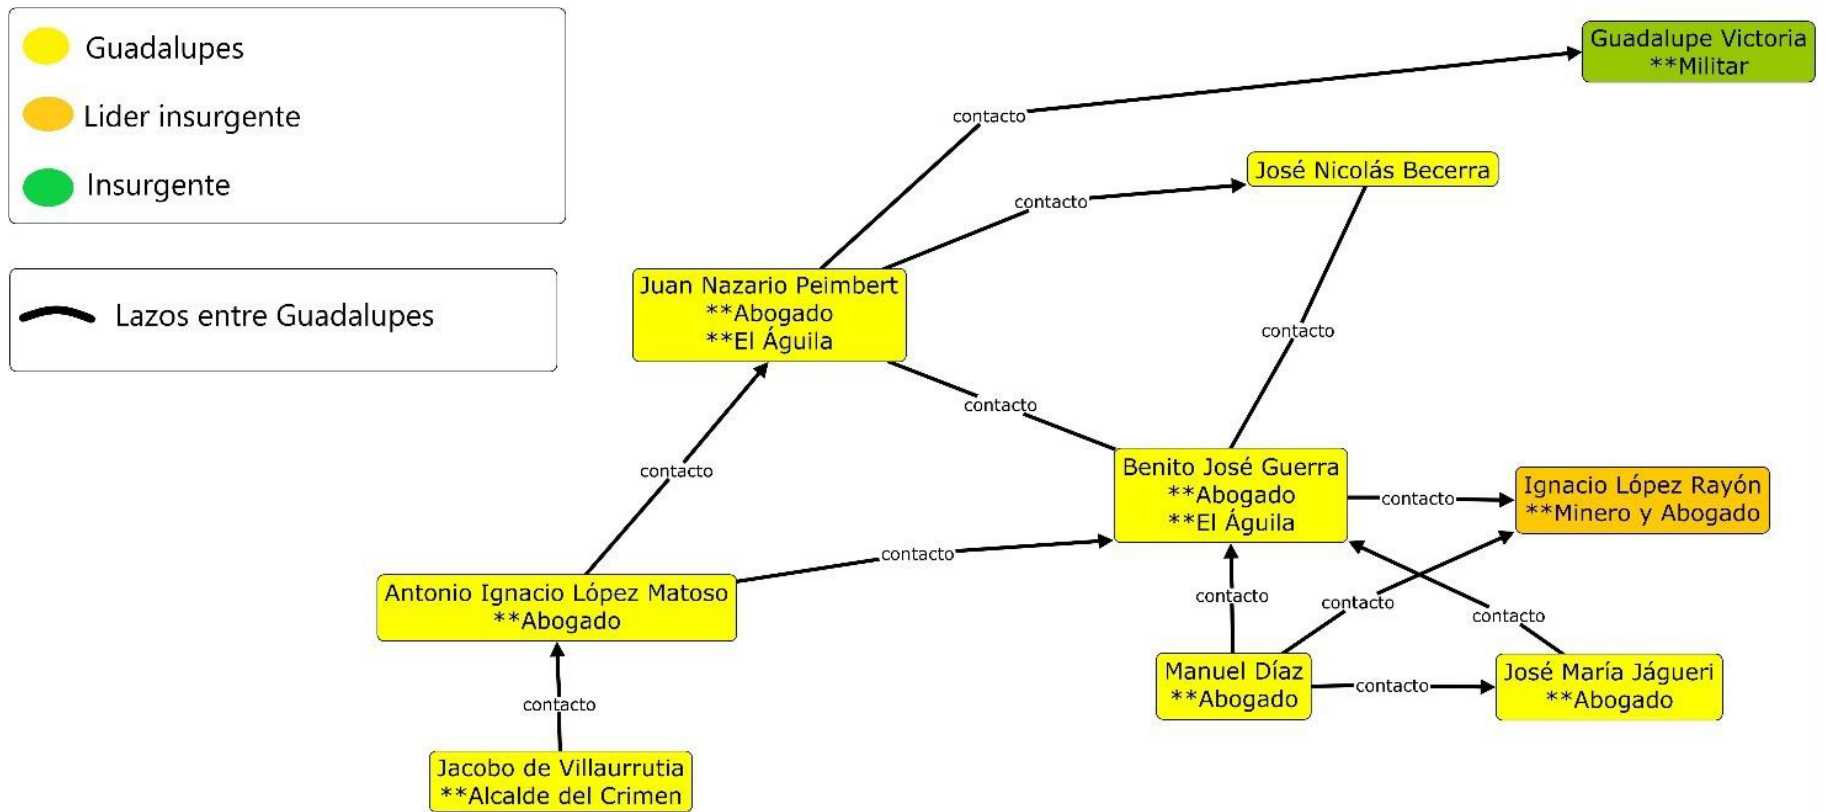 Guadalupes
Lider insurgente
Insurgente
Lazos entre Guadalupes
Guadalupe Victoria
**Militar
contacto
José Nicolás Becerra
contacto
Juan Nazario Peimbert
**Abogado
**El Águila
contacto
contacto
contacto
Benito José Guerra
**Abogado
**El Águila
contacto
Ignacio López Rayón
**Minero y Abogado
contacto
Antonio Ignacio López Matoso
**Abogado
contacto
contacto
contacto
Manuel Díaz
**Abogado
contacto
José María Jágueri
**Abogado
contacto
Jacobo de Villaurrutia
**Alcalde del Crimen